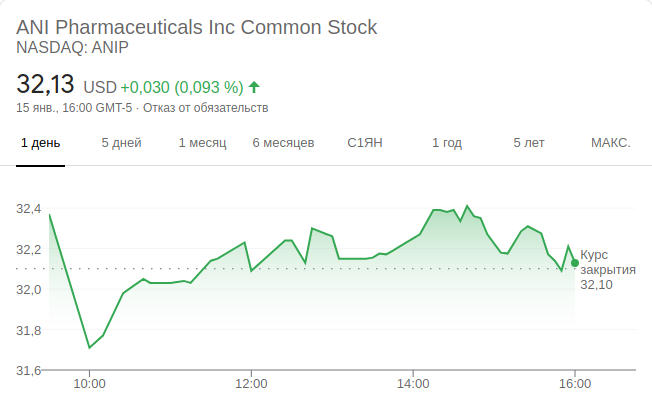 ANI Pharmaceuticals Inc Common Stock
NASDAQ: ANIP
32,13 USD +0,030 (0,093 %)
15 янв., 16:00 GMT-5 · Отказ от обязательств
1 день 5 дней 1 месяц 6 месяцев С1ЯН 1 год 5 лет МАКС.
32,4
32,2
32,0
31,8
31,6
Курс
закрытия
32,10
10:00 12:00 14:00 16:00